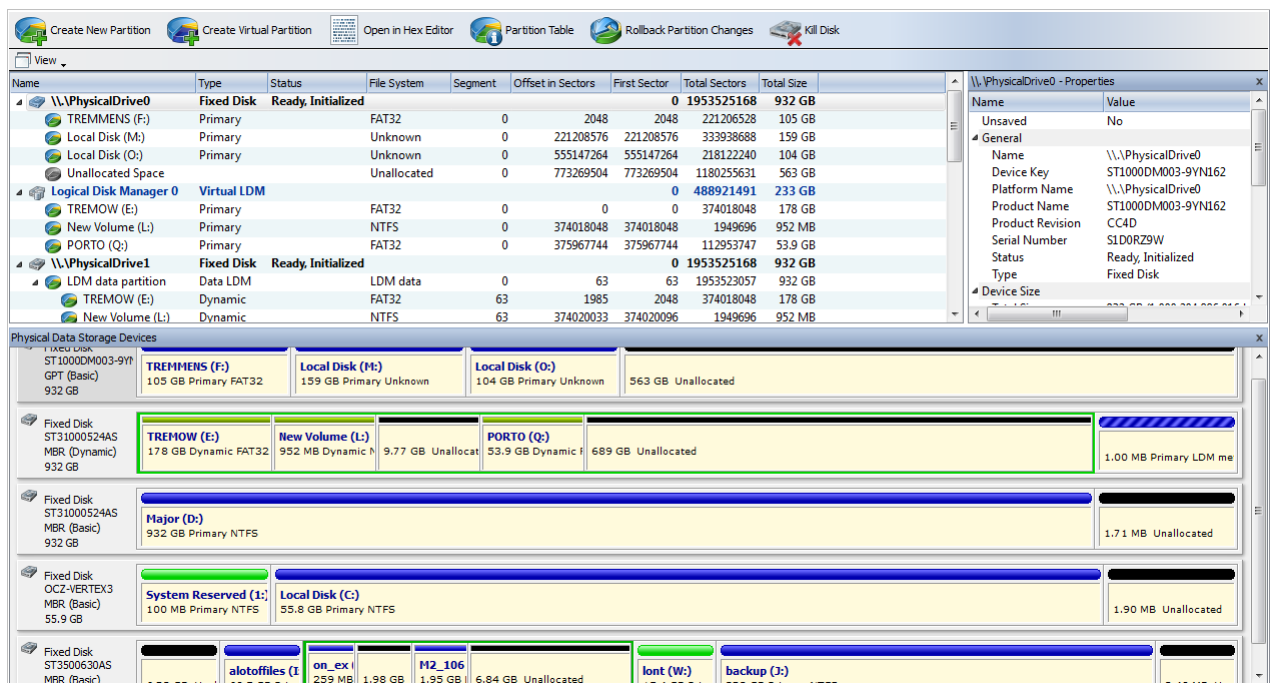 Create New Partition Create Virtual Partition Open in Hex Editor Partition Table Rollback Partition Changes Kill Disk
View
Name Type Status File System Segment Offset in Sectors First Sector Total Sectors Total Size
\\.\PhysicalDrive0 Fixed Disk Ready, Initialized 0 1953525168 932 GB
TREMMENS (F:) Primary FAT32 0 2048 2048 221206528 105 GB
Local Disk (M:) Primary Unknown 0 221208576 221208576 333938688 159 GB
Local Disk (O:) Primary Unknown 0 555147264 555147264 218122240 104 GB
Unallocated Space Unallocated 0 773269504 773269504 1180255631 563 GB
Logical Disk Manager 0 Virtual LDM 0 488921491 233 GB
TREMOW (E:) Primary FAT32 0 0 0 374018048 178 GB
New Volume (L:) Primary NTFS 0 374018048 374018048 1949696 952 MB
PORTO (Q:) Primary FAT32 0 375967744 375967744 112953747 53.9 GB
\\.\PhysicalDrive1 Fixed Disk Ready, Initialized 0 1953525168 932 GB
LDM data partition Data LDM LDM data 0 63 63 1953523057 932 GB
TREMOW (E:) Dynamic FAT32 63 1985 2048 374018048 178 GB
New Volume (L:) Dynamic NTFS 63 374020033 374020096 1949696 952 MB
\\.\PhysicalDrive0 - Properties x
Name Value
Unsaved No
General
Name \\.\PhysicalDrive0
Device Key ST1000DM003-9YN162
Platform Name \\.\PhysicalDrive0
Product Name ST1000DM003-9YN162
Product Revision CC4D
Serial Number S1D0RZ9W
Status Ready, Initialized
Type Fixed Disk
Device Size
Physical Data Storage Devices x
Fixed Disk
ST1000DM003-9YN
GPT (Basic)
932 GB
TREMMENS (F:)
105 GB Primary FAT32
Local Disk (M:)
159 GB Primary Unknown
Local Disk (O:)
104 GB Primary Unknown
563 GB Unallocated
Fixed Disk
ST31000524AS
MBR (Dynamic)
932 GB
TREMOW (E:)
178 GB Dynamic FAT32
New Volume (L:)
952 MB Dynamic N
9.77 GB Unallocat
PORTO (Q:)
53.9 GB Dynamic F
689 GB Unallocated
1.00 MB Primary LDM me
Fixed Disk
ST31000524AS
MBR (Basic)
932 GB
Major (D:)
932 GB Primary NTFS
1.71 MB Unallocated
Fixed Disk
OCZ-VERTEX3
MBR (Basic)
55.9 GB
System Reserved (1:)
100 MB Primary NTFS
Local Disk (C:)
55.8 GB Primary NTFS
1.90 MB Unallocated
Fixed Disk
ST3500630AS
MBR (Basic)
alotoffiles (I
on_ex
259 MB
1.98 GB
M2_106
1.95 GB
6.84 GB Unallocated
lont (W:)
backup (J:)